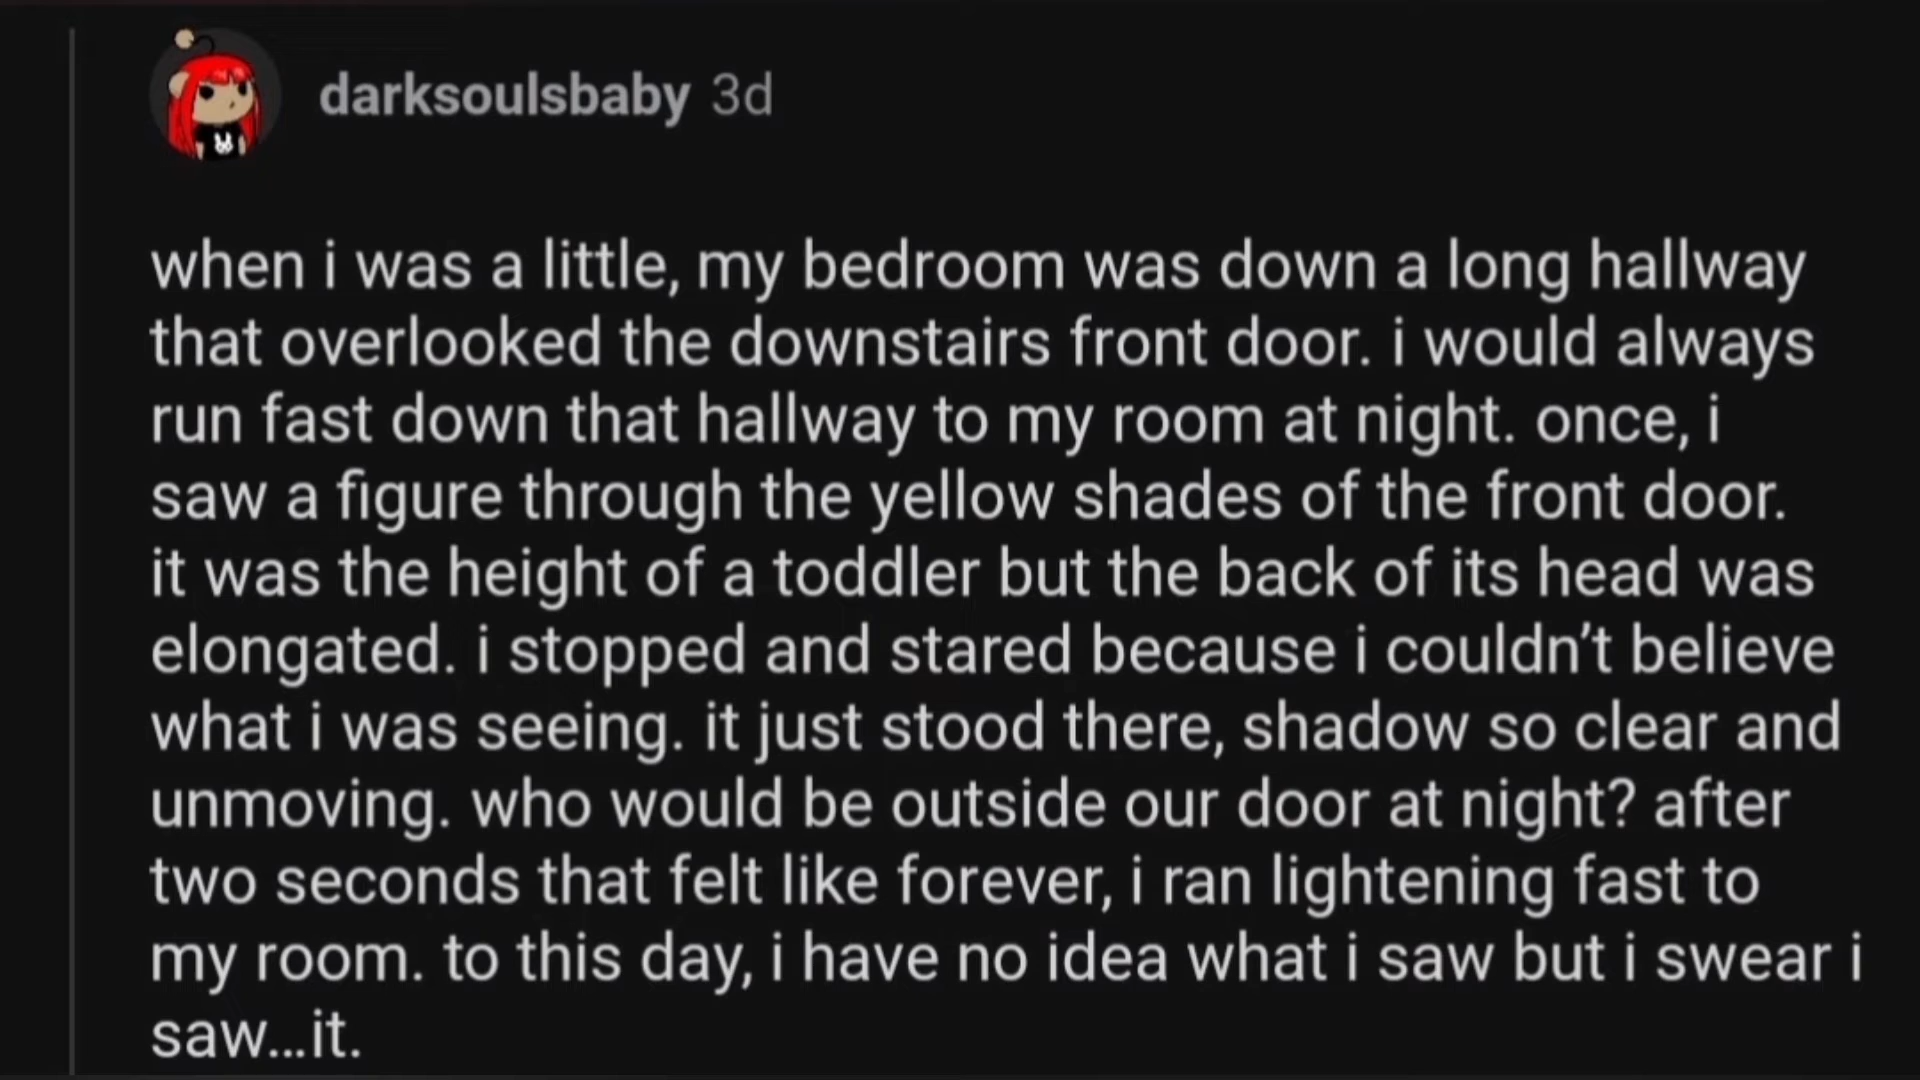 darksoulsbaby 3d
when i was a little, my bedroom was down a long hallway
that overlooked the downstairs front door. i would always
run fast down that hallway to my room at night. once, i
saw a figure through the yellow shades of the front door.
it was the height of a toddler but the back of its head was
elongated. i stopped and stared because i couldn’t believe
what i was seeing. it just stood there, shadow so clear and
unmoving. who would be outside our door at night? after
two seconds that felt like forever, i ran lightening fast to
my room. to this day, i have no idea what i saw but i swear i
saw...it.